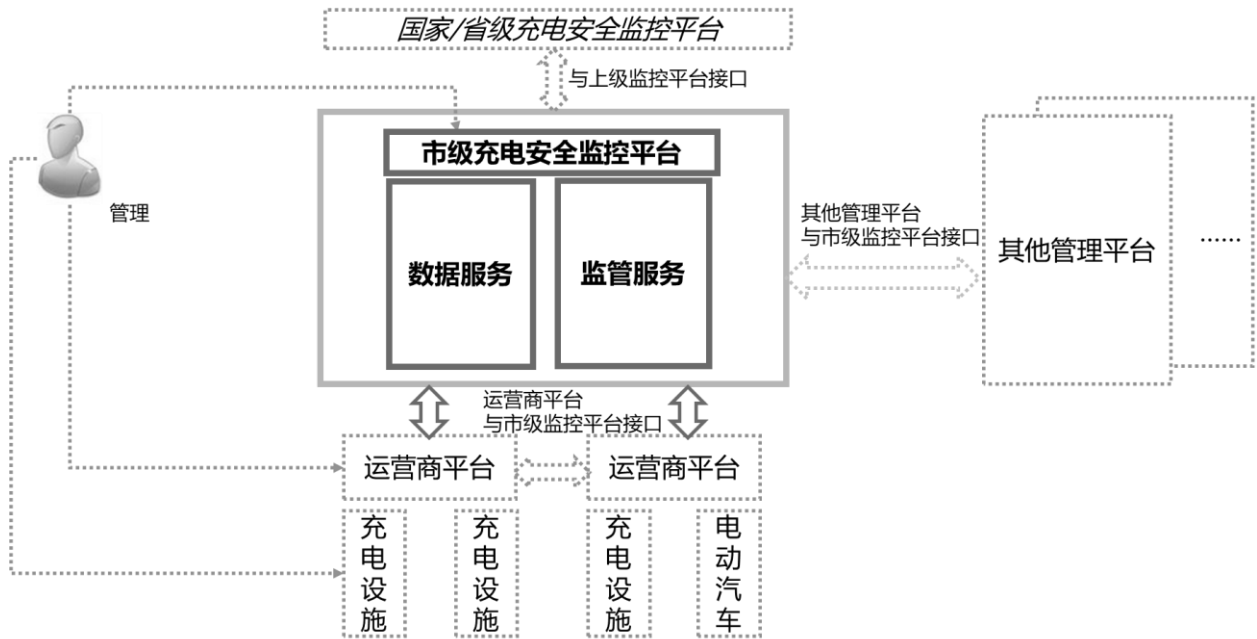 国家/省级充电安全监控平台
与上级监控平台接口
市级充电安全监控平台
管理
数据服务
监管服务
其他管理平台
与市级监控平台接口
其他管理平台
......
运营商平台
与市级监控平台接口
运营商平台
运营商平台
充电设施
充电设施
充电设施
电动汽车